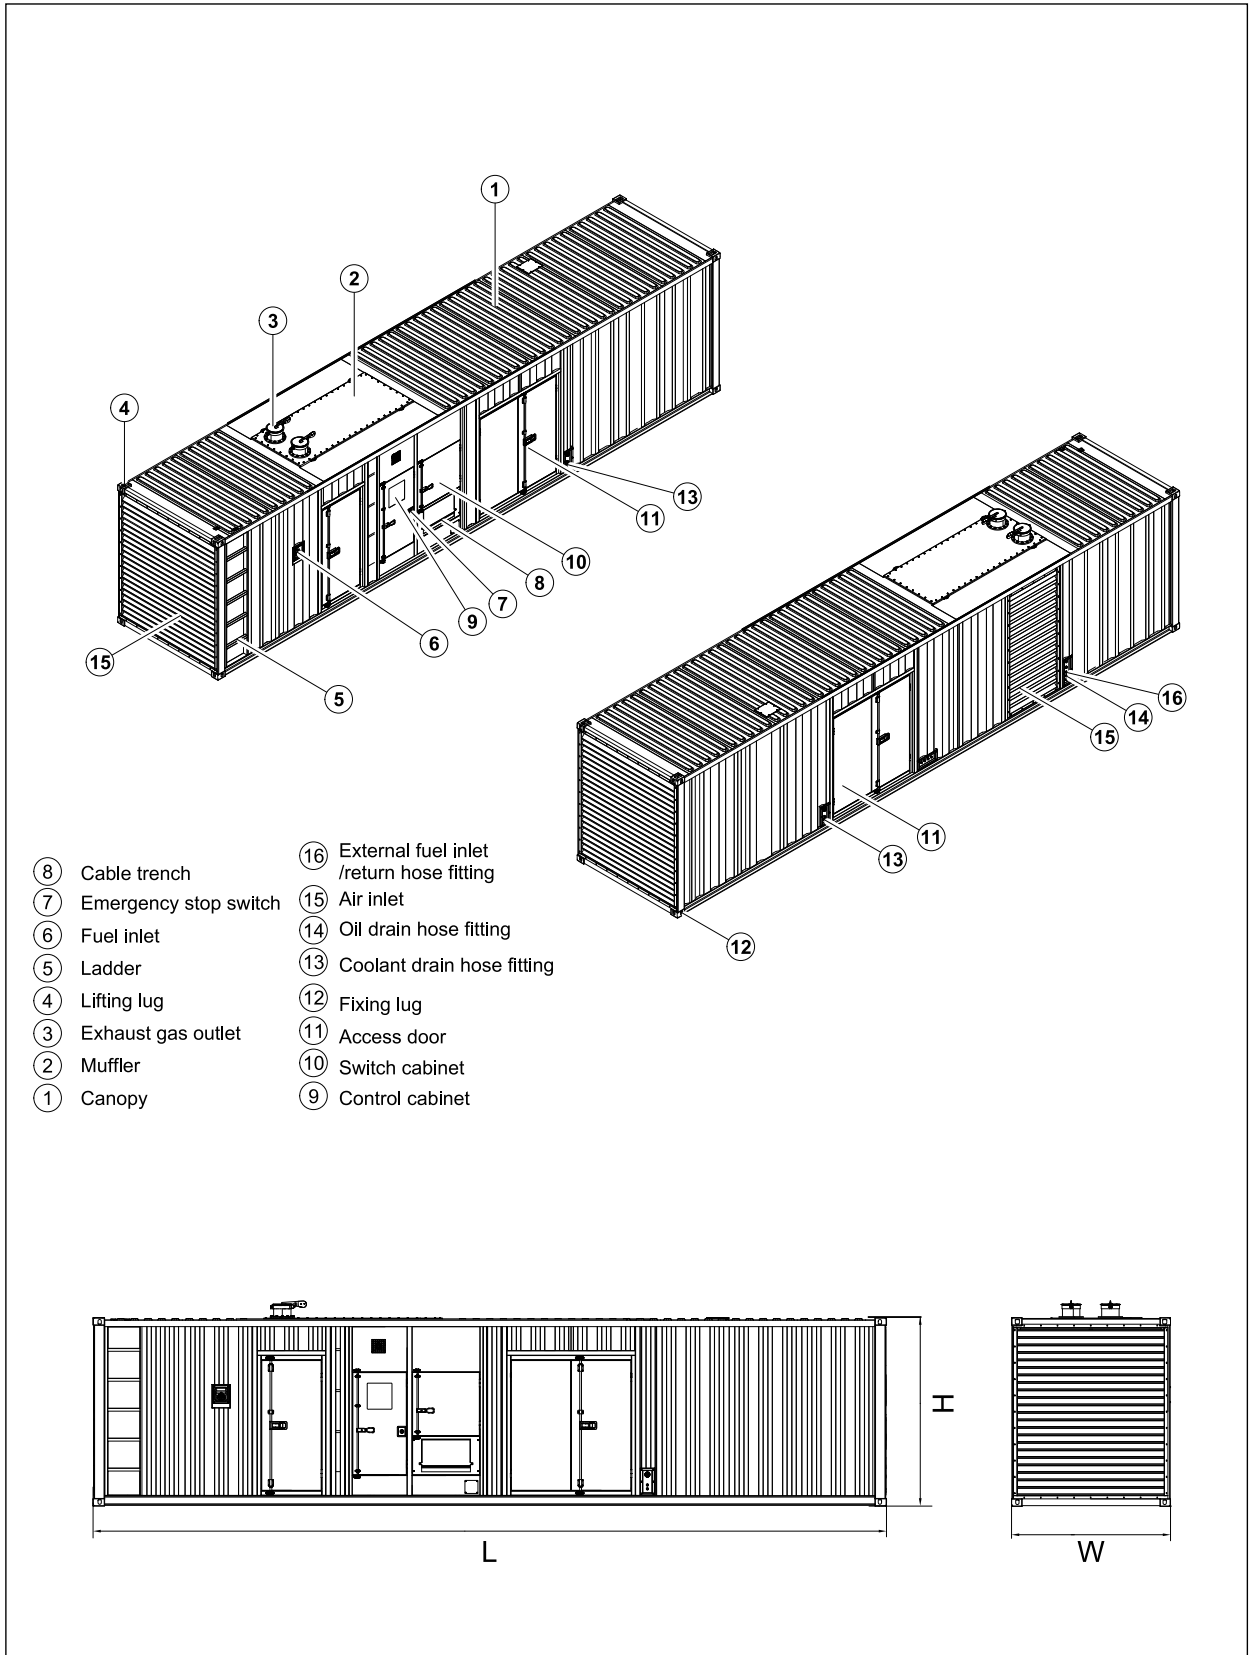 1
2
3
4
13
11
10
8
7
9
6
15
5
16
14
15
11
13
12
8 Cable trench
7 Emergency stop switch
6 Fuel inlet
5 Ladder
4 Lifting lug
3 Exhaust gas outlet
2 Muffler
1 Canopy
16 External fuel inlet
/return hose fitting
15 Air inlet
14 Oil drain hose fitting
13 Coolant drain hose fitting
12 Fixing lug
11 Access door
10 Switch cabinet
9 Control cabinet
H
L
W